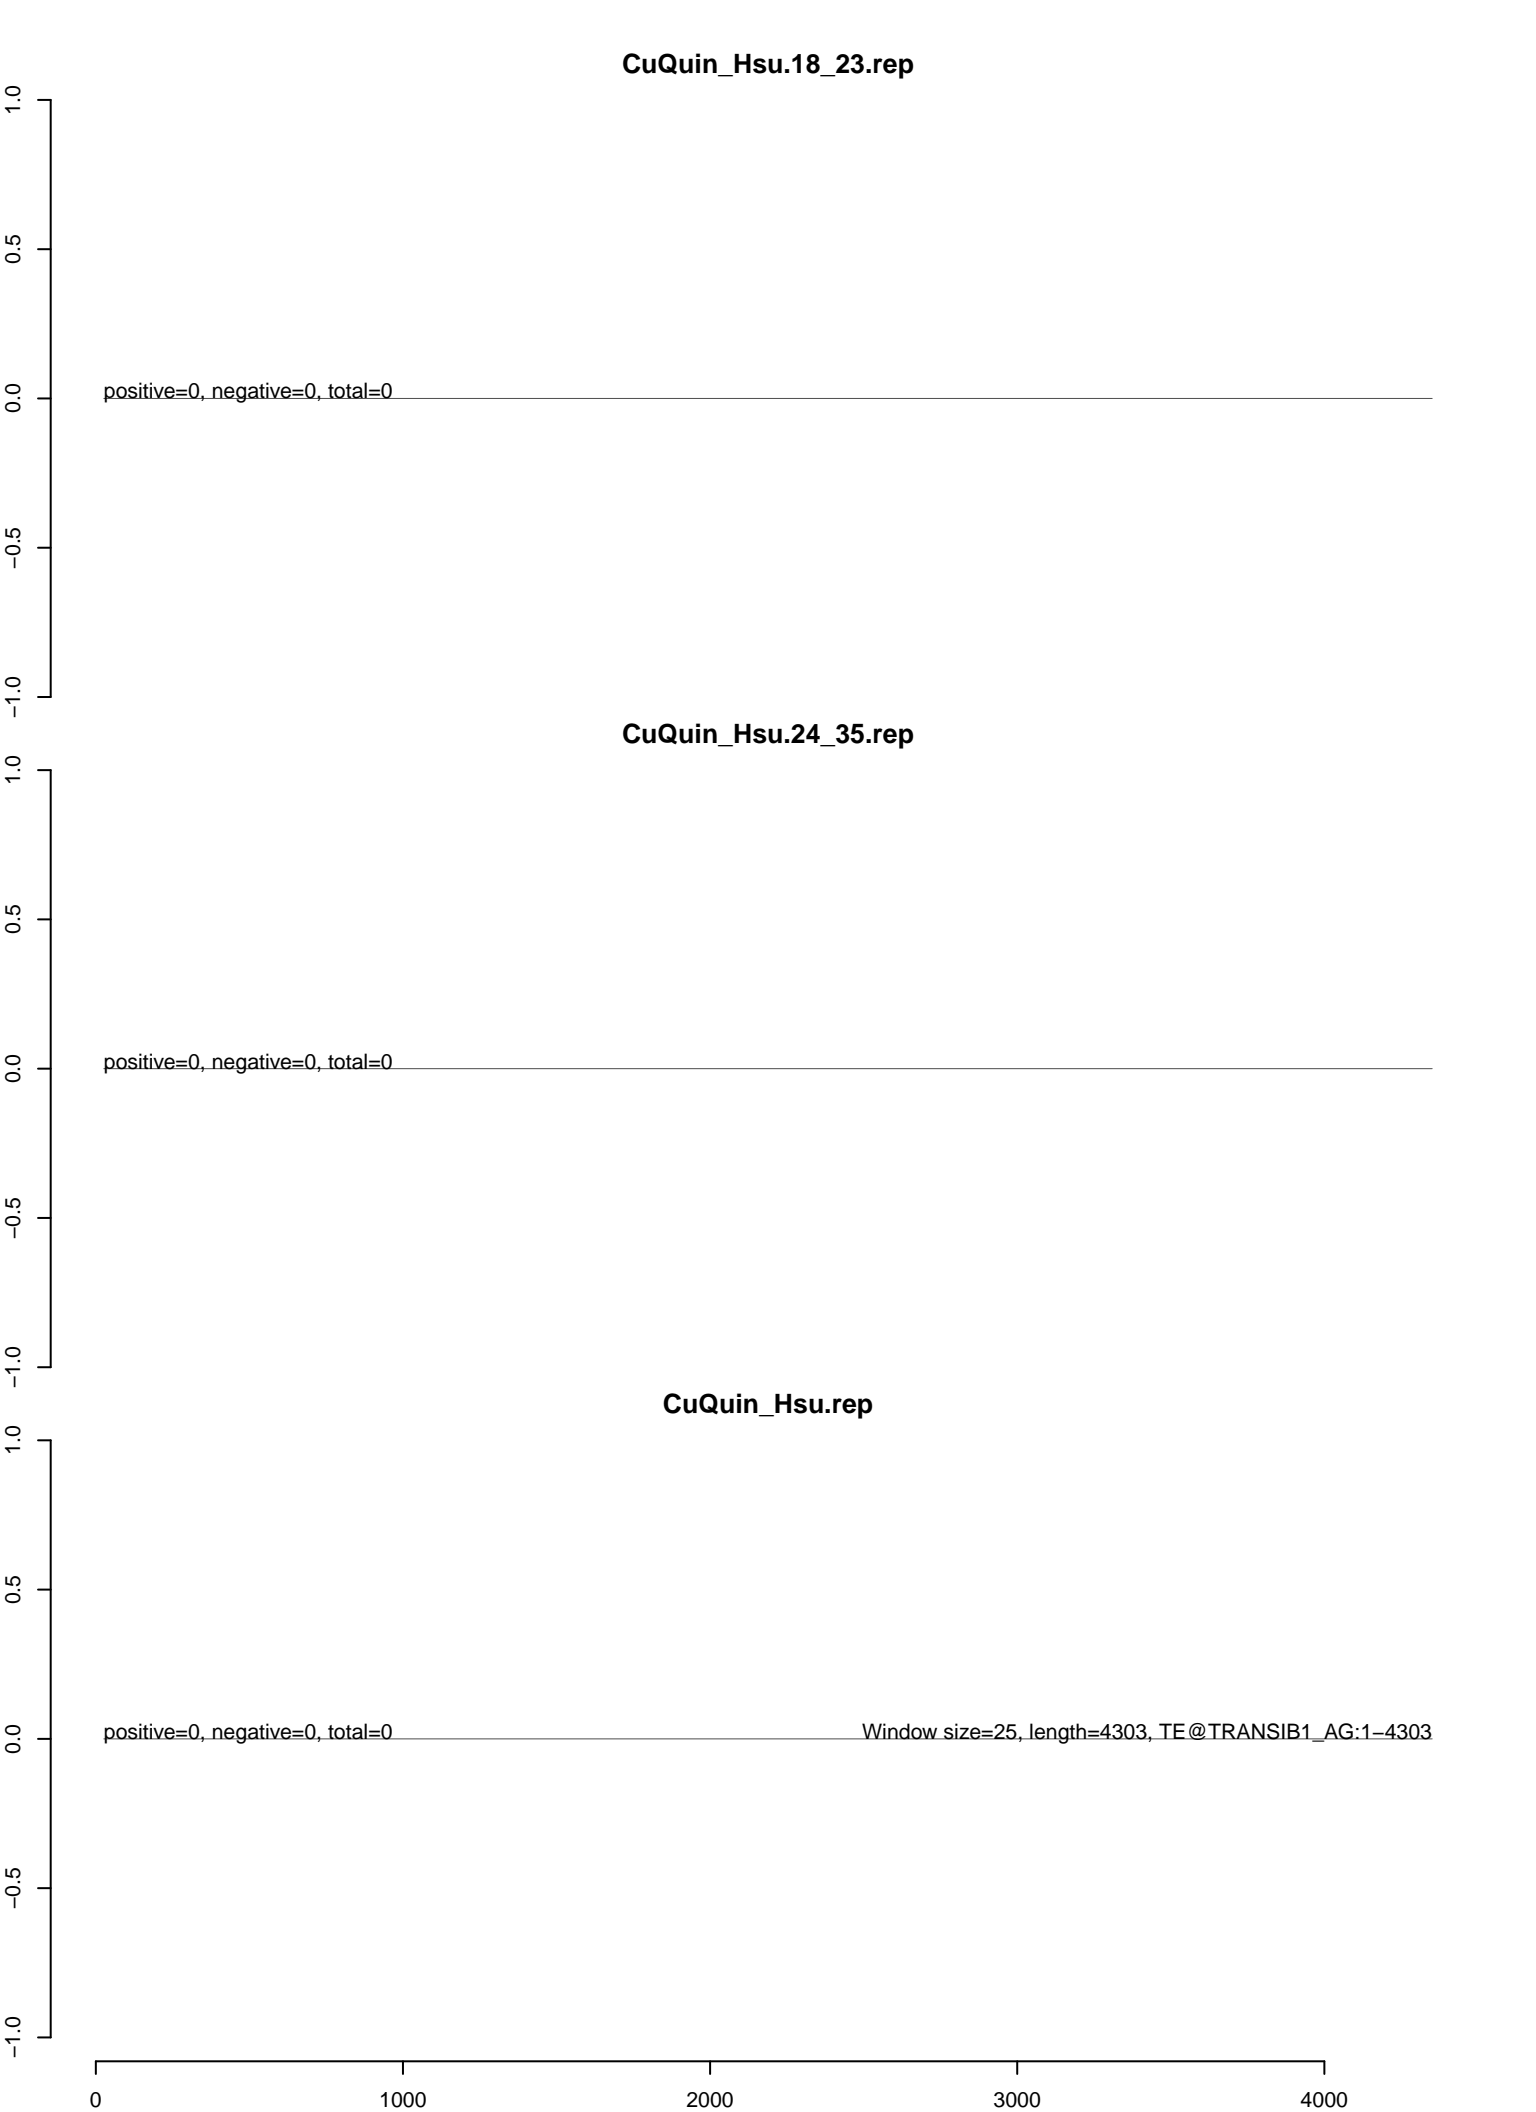 CuQuin_Hsu.18_23.rep
1.0
0.5
0.0
−0.5
−1.0
positive=0, negative=0, total=0
CuQuin_Hsu.24_35.rep
1.0
0.5
0.0
−0.5
−1.0
positive=0, negative=0, total=0
CuQuin_Hsu.rep
1.0
0.5
0.0
−0.5
−1.0
positive=0, negative=0, total=0
Window size=25, length=4303, TE@TRANSIB1_AG:1−4303
0 1000 2000 3000 4000